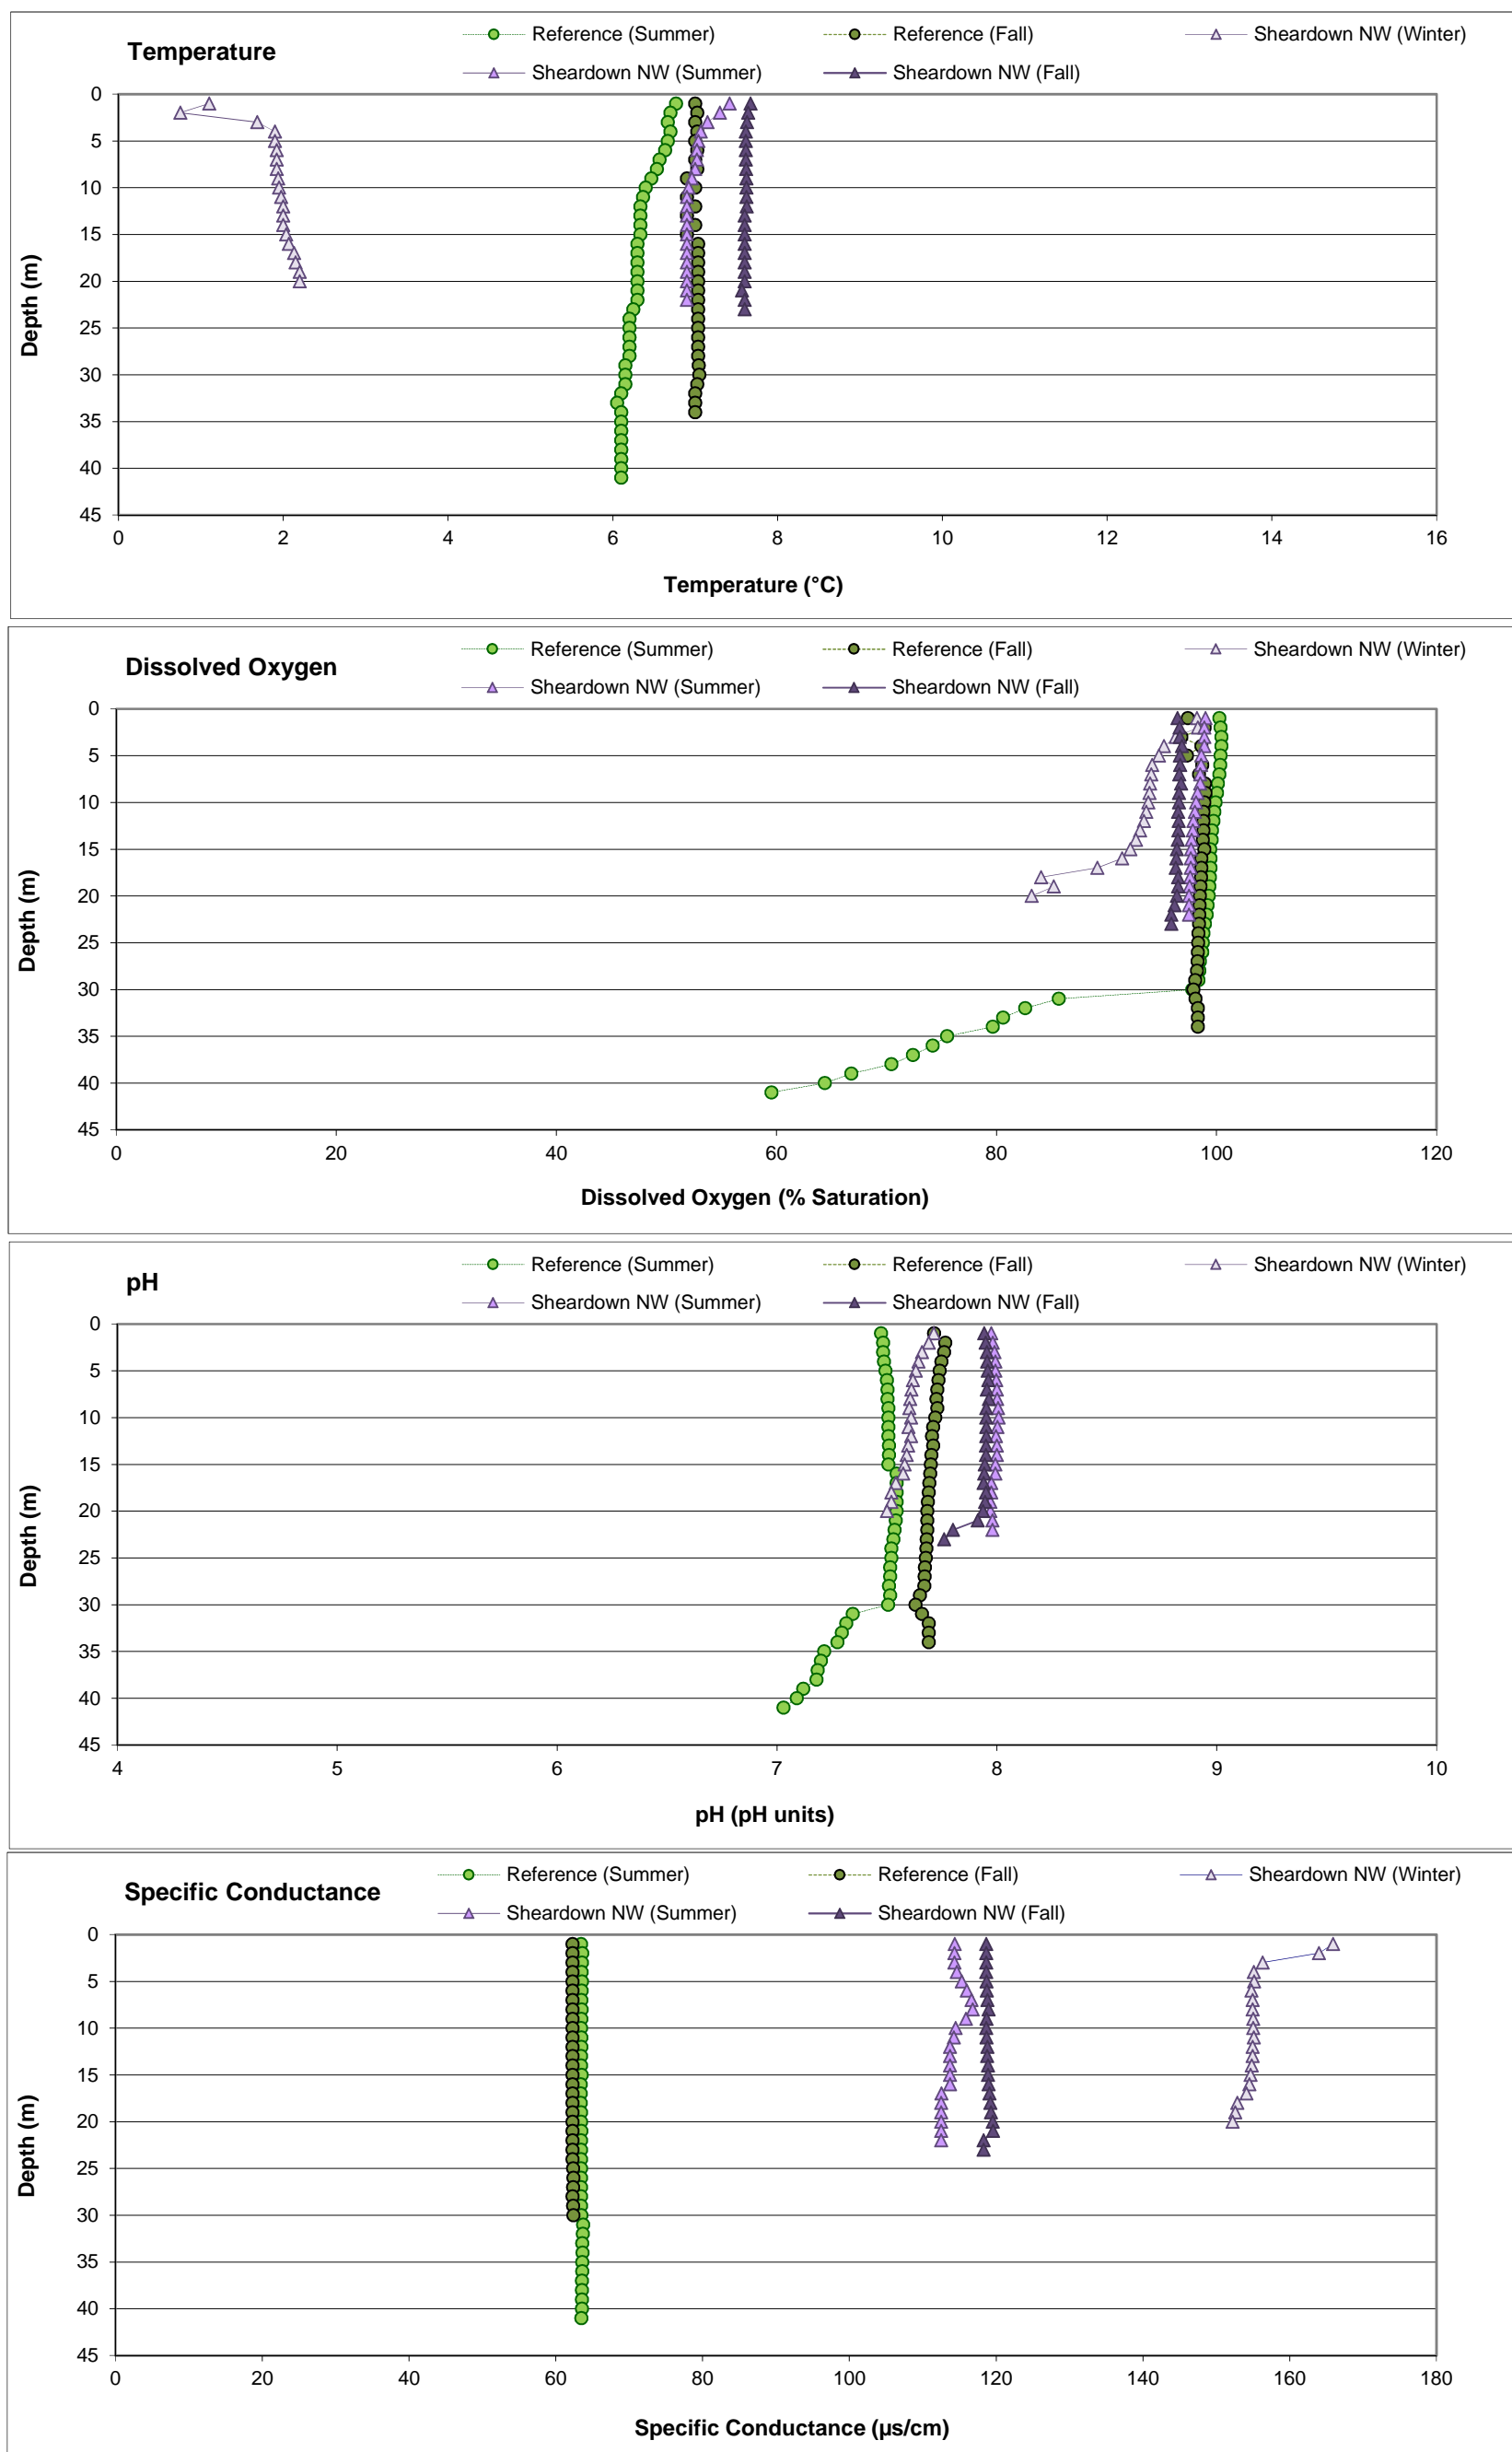 Temperature
Reference (Summer) Reference (Fall) Sheardown NW (Winter)
Sheardown NW (Summer) Sheardown NW (Fall)
0
5
10
15
20
25
30
35
40
45
Depth (m)
0 2 4 6 8 10 12 14 16
Temperature (°C)
Dissolved Oxygen
Reference (Summer) Reference (Fall) Sheardown NW (Winter)
Sheardown NW (Summer) Sheardown NW (Fall)
0
5
10
15
20
25
30
35
40
45
Depth (m)
0 20 40 60 80 100 120
Dissolved Oxygen (% Saturation)
pH
Reference (Summer) Reference (Fall) Sheardown NW (Winter)
Sheardown NW (Summer) Sheardown NW (Fall)
0
5
10
15
20
25
30
35
40
45
Depth (m)
4 5 6 7 8 9 10
pH (pH units)
Specific Conductance
Reference (Summer) Reference (Fall) Sheardown NW (Winter)
Sheardown NW (Summer) Sheardown NW (Fall)
0
5
10
15
20
25
30
35
40
45
Depth (m)
0 20 40 60 80 100 120 140 160 180
Specific Conductance (µs/cm)